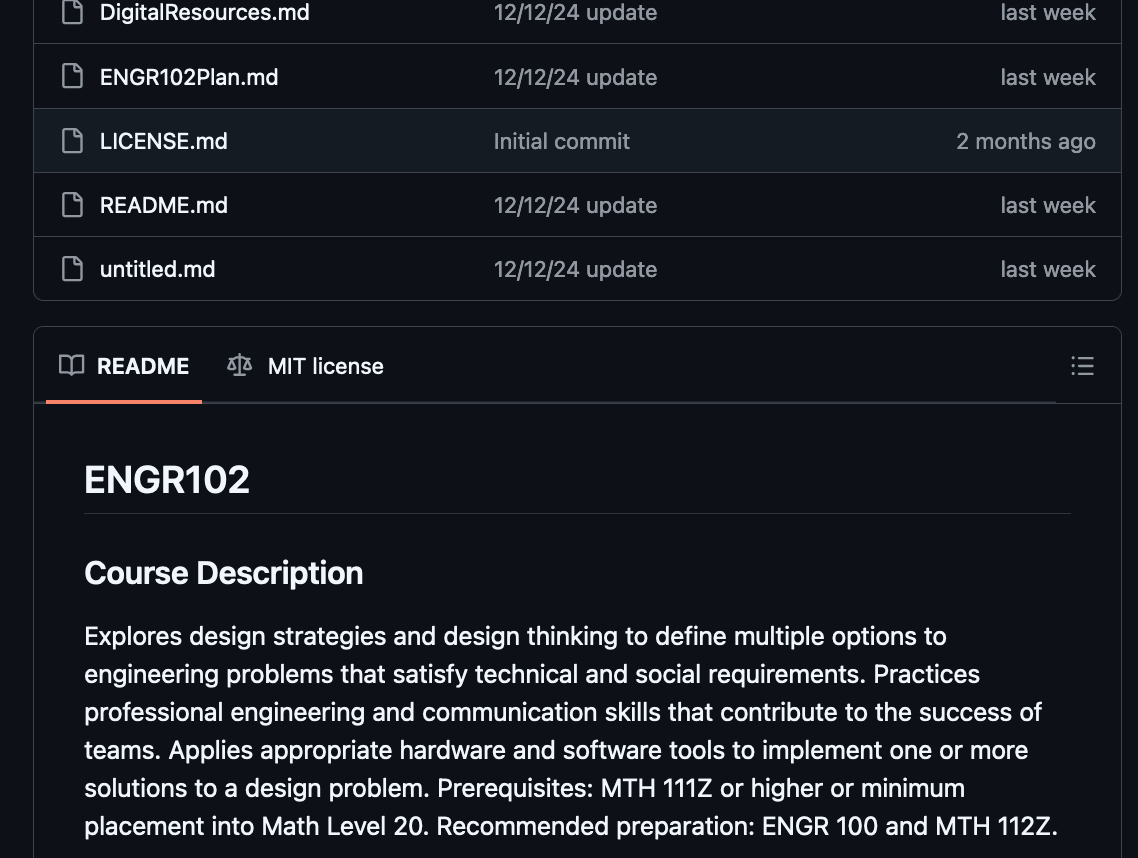 DigitalResources.md 12/12/24 update last week
ENGR102Plan.md 12/12/24 update last week
LICENSE.md Initial commit 2 months ago
README.md 12/12/24 update last week
untitled.md 12/12/24 update last week
README MIT license
ENGR102
Course Description
Explores design strategies and design thinking to define multiple options to
engineering problems that satisfy technical and social requirements. Practices
professional engineering and communication skills that contribute to the success of
teams. Applies appropriate hardware and software tools to implement one or more
solutions to a design problem. Prerequisites: MTH 111Z or higher or minimum
placement into Math Level 20. Recommended preparation: ENGR 100 and MTH 112Z.